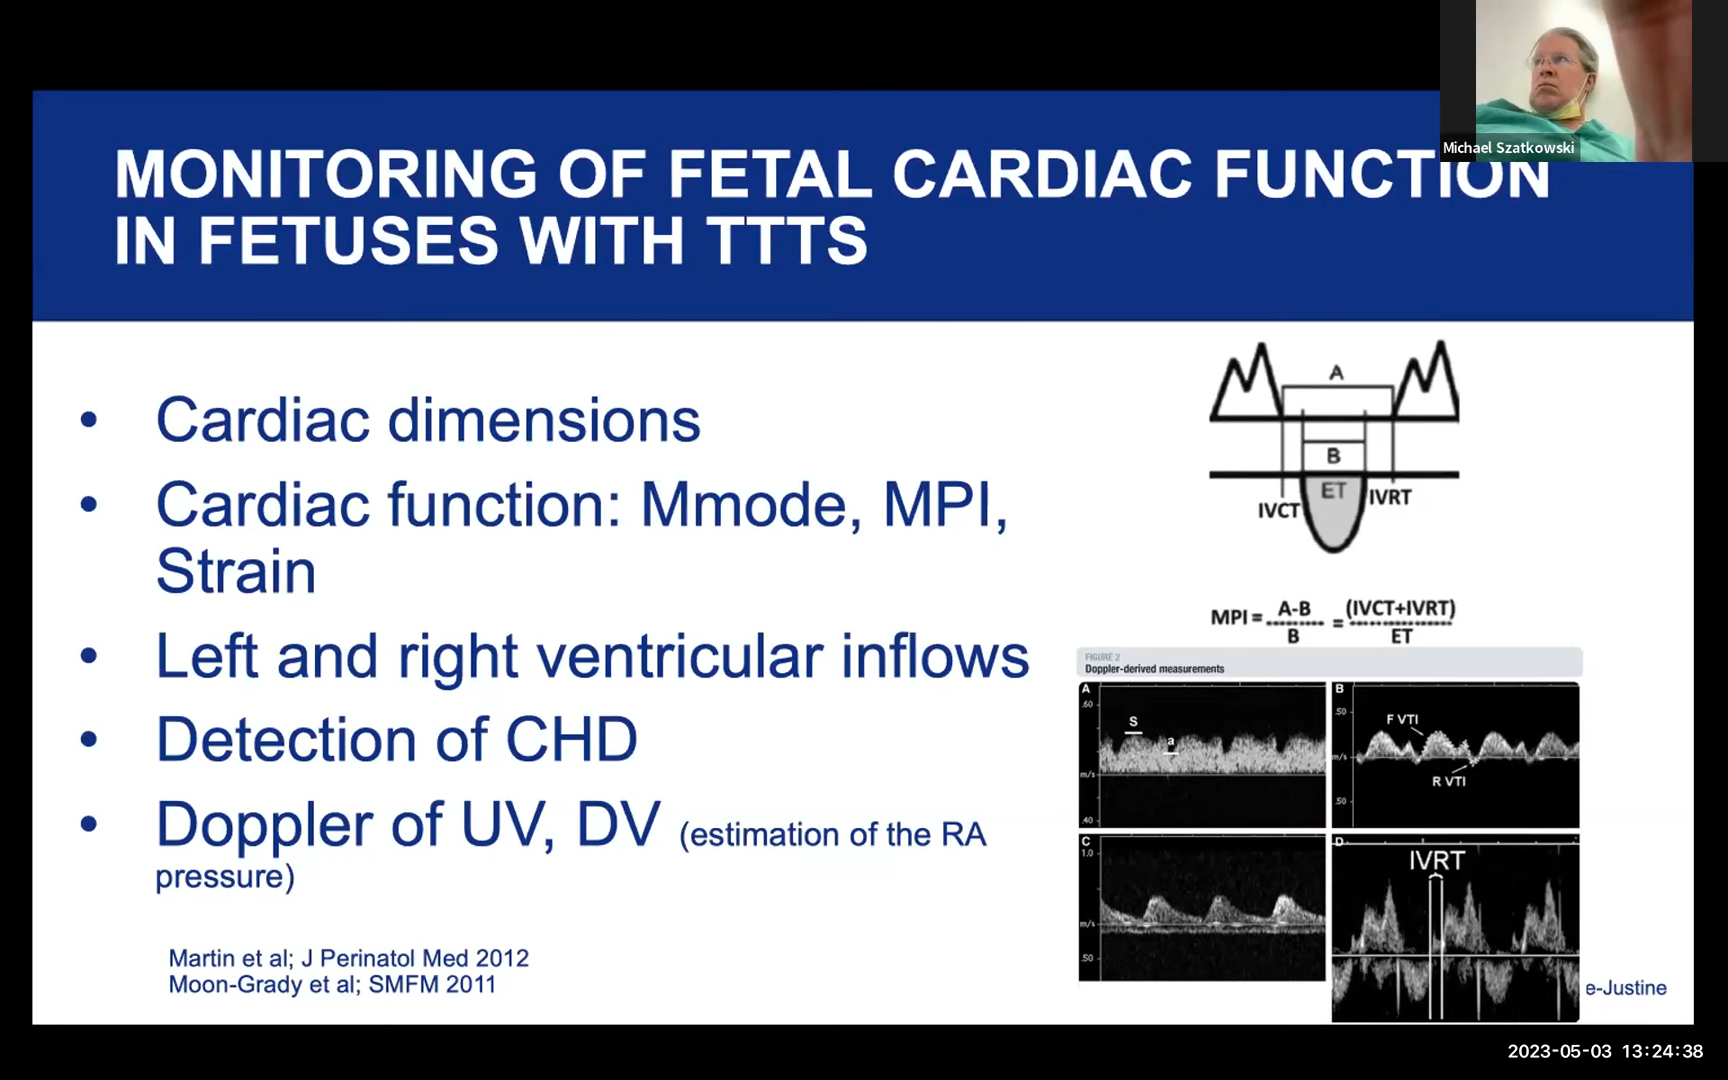 Michael Szatkowski
MONITORING OF FETAL CARDIAC FUNCTION
IN FETUSES WITH TTTS
• Cardiac dimensions
• Cardiac function: Mmode, MPI,
Strain
• Left and right ventricular inflows
• Detection of CHD
• Doppler of UV, DV (estimation of the RA
pressure)
Martin et al; J Perinatol Med 2012
Moon-Grady et al; SMFM 2011
A
B
ET
IVCT
IVRT
MPI = A-B / B = (IVCT+IVRT) / ET
FIGURE 2
Doppler-derived measurements
A
.60
S
a
m/s
.40
B
.50
F VTI
m/s
R VTI
.50
C
1.0
m/s
.50
D
IVRT
e-Justine
2023-05-03 13:24:38